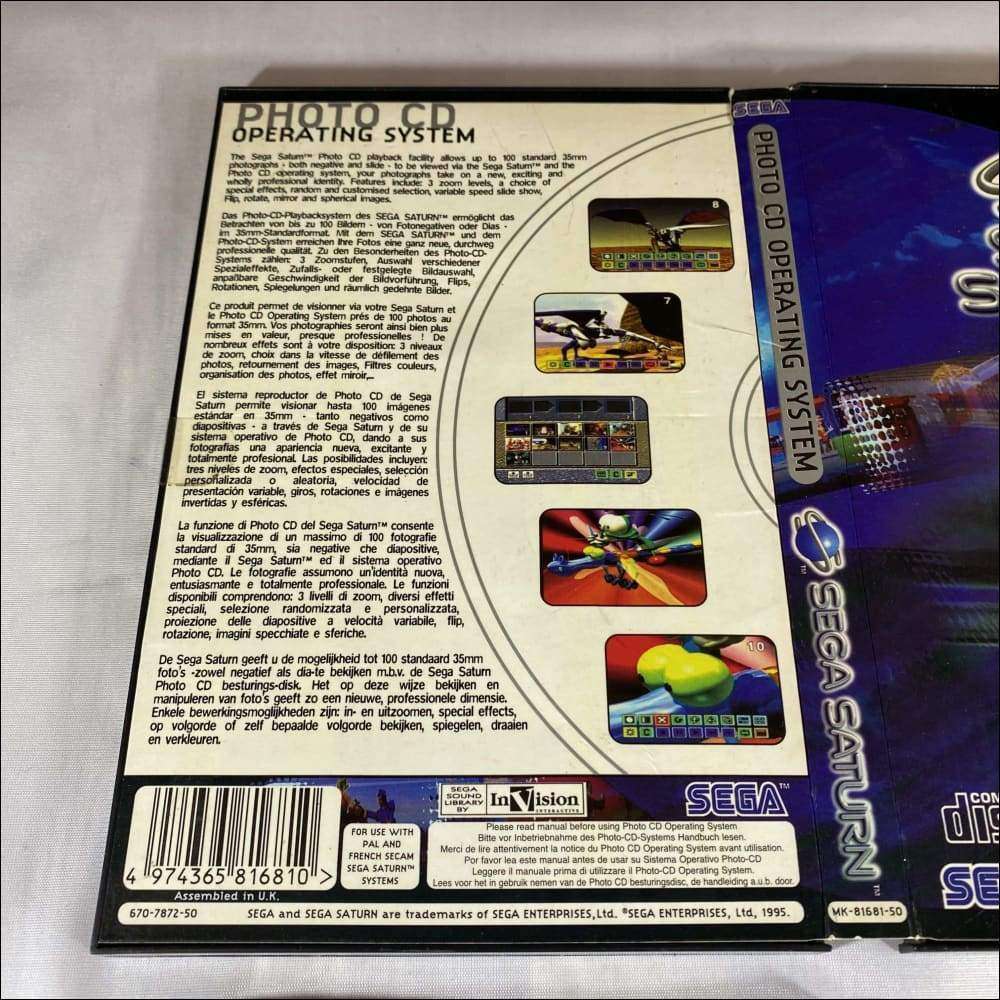 PHOTO CD
OPERATING SYSTEM
The Sega Saturn™ Photo CD playback facility allows up to 100 standard 35mm
photographs - both negative and slide - to be viewed via the Sega Saturn™ and the
Photo CD operating system, your photographs take on a new, exciting and
wholly professional identity. Features include: 3 zoom levels, a choice of
special effects, random and customised selection, variable speed slide show,
Flip, rotate, mirror and spherical images.
Das Photo-CD-Playbacksystem des SEGA SATURN™ ermöglicht das
Betrachten von bis zu 100 Bildern - von Fotonegativen oder Dias -
im 35mm-Standardformat. Mit dem SEGA SATURN™ und dem
Photo-CD-System erreichen Ihre Fotos eine ganz neue, durchweg
professionelle qualität. Zu den Besonderheiten des Photo-CD-
Systems zählen: 3 Zoomstufen, Auswahl verschiedener
Spezialeffekte, Zufalls- oder festgelegte Bildauswahl,
anpaßbare Geschwindigkeit der Bildvorführung, Flips,
Rotationen, Spiegelungen und räumlich gedehnte Bilder.
Ce produit permet de visionner via votre Sega Saturn et
le Photo CD Operating System prés de 100 photos au
format 35mm. Vos photographies seront ainsi bien plus
mises en valeur, presque professionelles ! De
nombreux effets sont à votre disposition: 3 niveaux
de zoom, choix dans la vitesse de défilement des
photos, retournement des images, Filtres couleurs,
organisation des photos, effet miroir,...
El sistema reproductor de Photo CD de Sega
Saturn permite visionar hasta 100 imágenes
estándar en 35mm - tanto negativos como
diapositivas - a través de Sega Saturn y de su
sistema operativo de Photo CD, dando a sus
fotografías una apariencia nueva, excitante y
totalmente profesional. Las posibilidades incluyen:
tres niveles de zoom, efectos especiales, selección
personalizada o aleatoria, velocidad de
presentación variable, giros, rotaciones e imágenes
invertidas y esféricas.
La funzione di Photo CD del Sega Saturn™ consente
la visualizzazione di un massimo di 100 fotografie
standard di 35mm, sia negative che diapositive,
mediante il Sega Saturn™ ed il sistema operativo
Photo CD. Le fotografie assumono un'identità nuova,
entusiasmante e totalmente professionale. Le funzioni
disponibili comprendono: 3 livelli di zoom, diversi effetti
speciali, selezione randomizzata e personalizzata,
proiezione delle diapositive a velocità variabile, flip,
rotazione, imagini specchiate e sferiche.
De Sega Saturn geeft u de mogelijkheid tot 100 standaard 35mm
foto's -zowel negatief als dia-te bekijken m.b.v. de Sega Saturn
Photo CD besturings-disk. Het op deze wijze bekijken en
manipuleren van foto's geeft zo een nieuwe, professionele dimensie.
Enkele bewerkingsmoglijkheden zijn: in- en uitzoomen, special effects,
op volgorde of zelf bepaalde volgorde bekijken, spiegelen, draaien
en verkleuren.
8
7
10
4 974365 816810 >
Assembled in U.K.
FOR USE WITH
PAL AND
FRENCH SECAM
SEGA SATURN™
SYSTEMS
SEGA
SOUND
LIBRARY
BY
InVision
INTERACTIVE
SEGA™
Please read manual before using Photo CD Operating System
Bitte vor Inbetriebnahme des Photo-CD-Systems Handbuch lesen.
Merci de lire attentivement la notice du Photo CD Operating System avant utilisation.
Por favor lea este manual antes de usar su Sistema Operativo Photo-CD
Leggere il manuale prima di utilizzare il Photo-CD Operating System.
Lees voor het in gebruik nemen van de Photo CD besturingsdisc, de handleiding a.u.b. door.
670-7872-50
SEGA and SEGA SATURN are trademarks of SEGA ENTERPRISES,Ltd. ®SEGA ENTERPRISES, Ltd, 1995.
SEGA
PHOTO CD OPERATING SYSTEM
SEGA SATURN™
MK-81681-50
COM
dis
SE